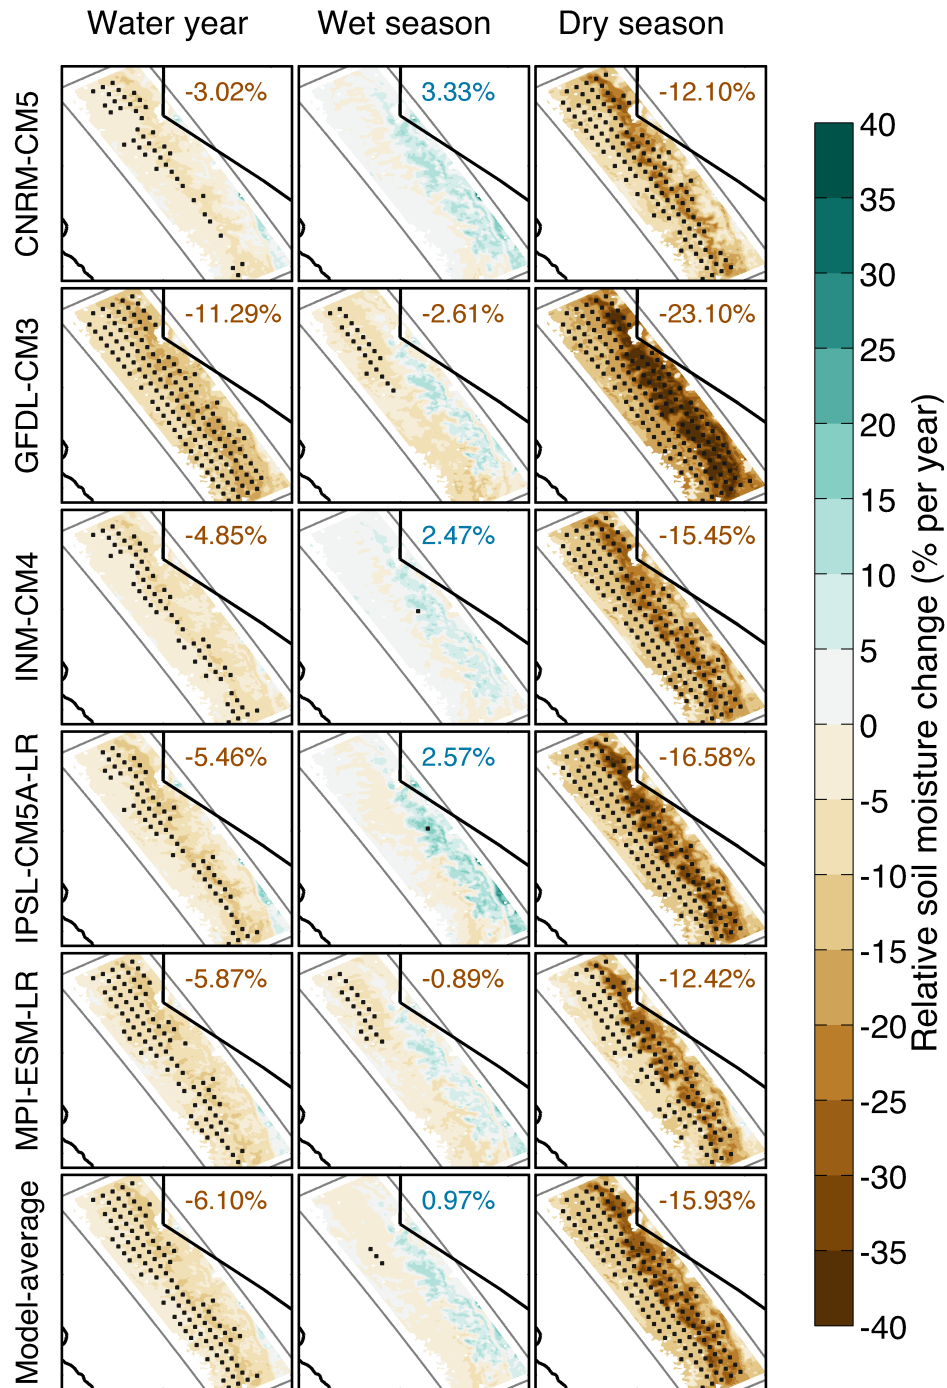 Water year Wet season Dry season
CNRM-CM5 -3.02% 3.33% -12.10%
GFDL-CM3 -11.29% -2.61% -23.10%
INM-CM4 -4.85% 2.47% -15.45%
IPSL-CM5A-LR -5.46% 2.57% -16.58%
MPI-ESM-LR -5.87% -0.89% -12.42%
Model-average -6.10% 0.97% -15.93%
40
35
30
25
20
15
10
5
0
-5
-10
-15
-20
-25
-30
-35
-40
Relative soil moisture change (% per year)